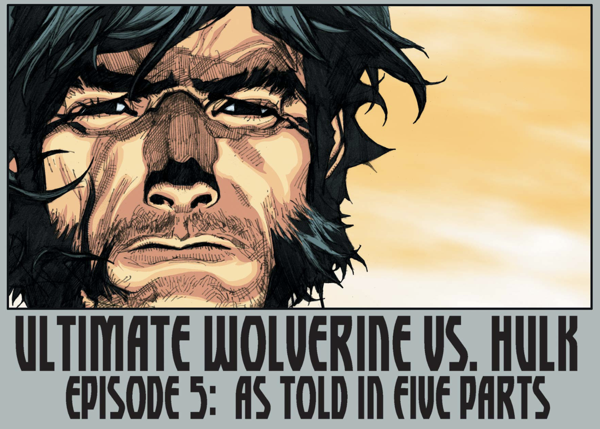 ULTIMATE WOLVERINE VS. HULK
EPISODE 5: AS TOLD IN FIVE PARTS